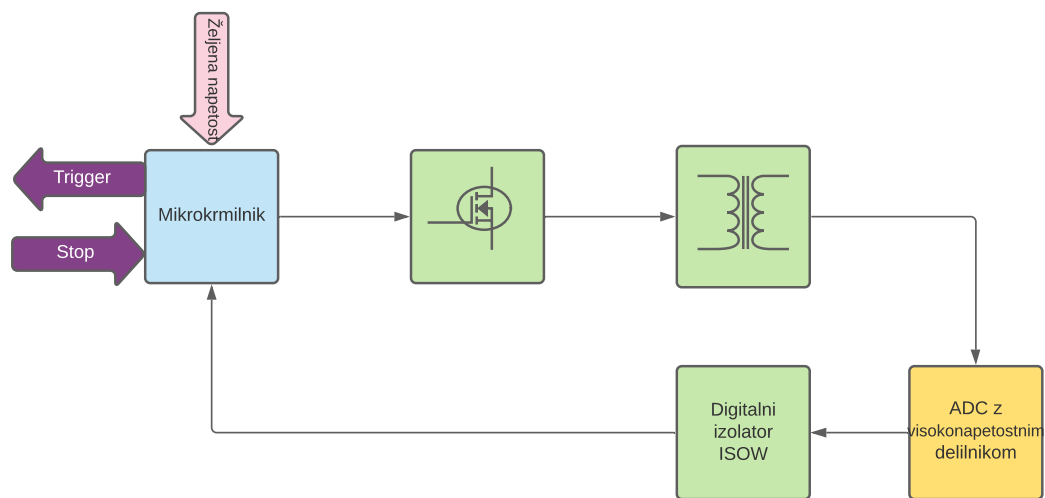 Željena napetost
Trigger
Mikrokrmilnik
Stop
Digitalni
izolator
ISOW
ADC z
visokonapetostnim
delilnikom